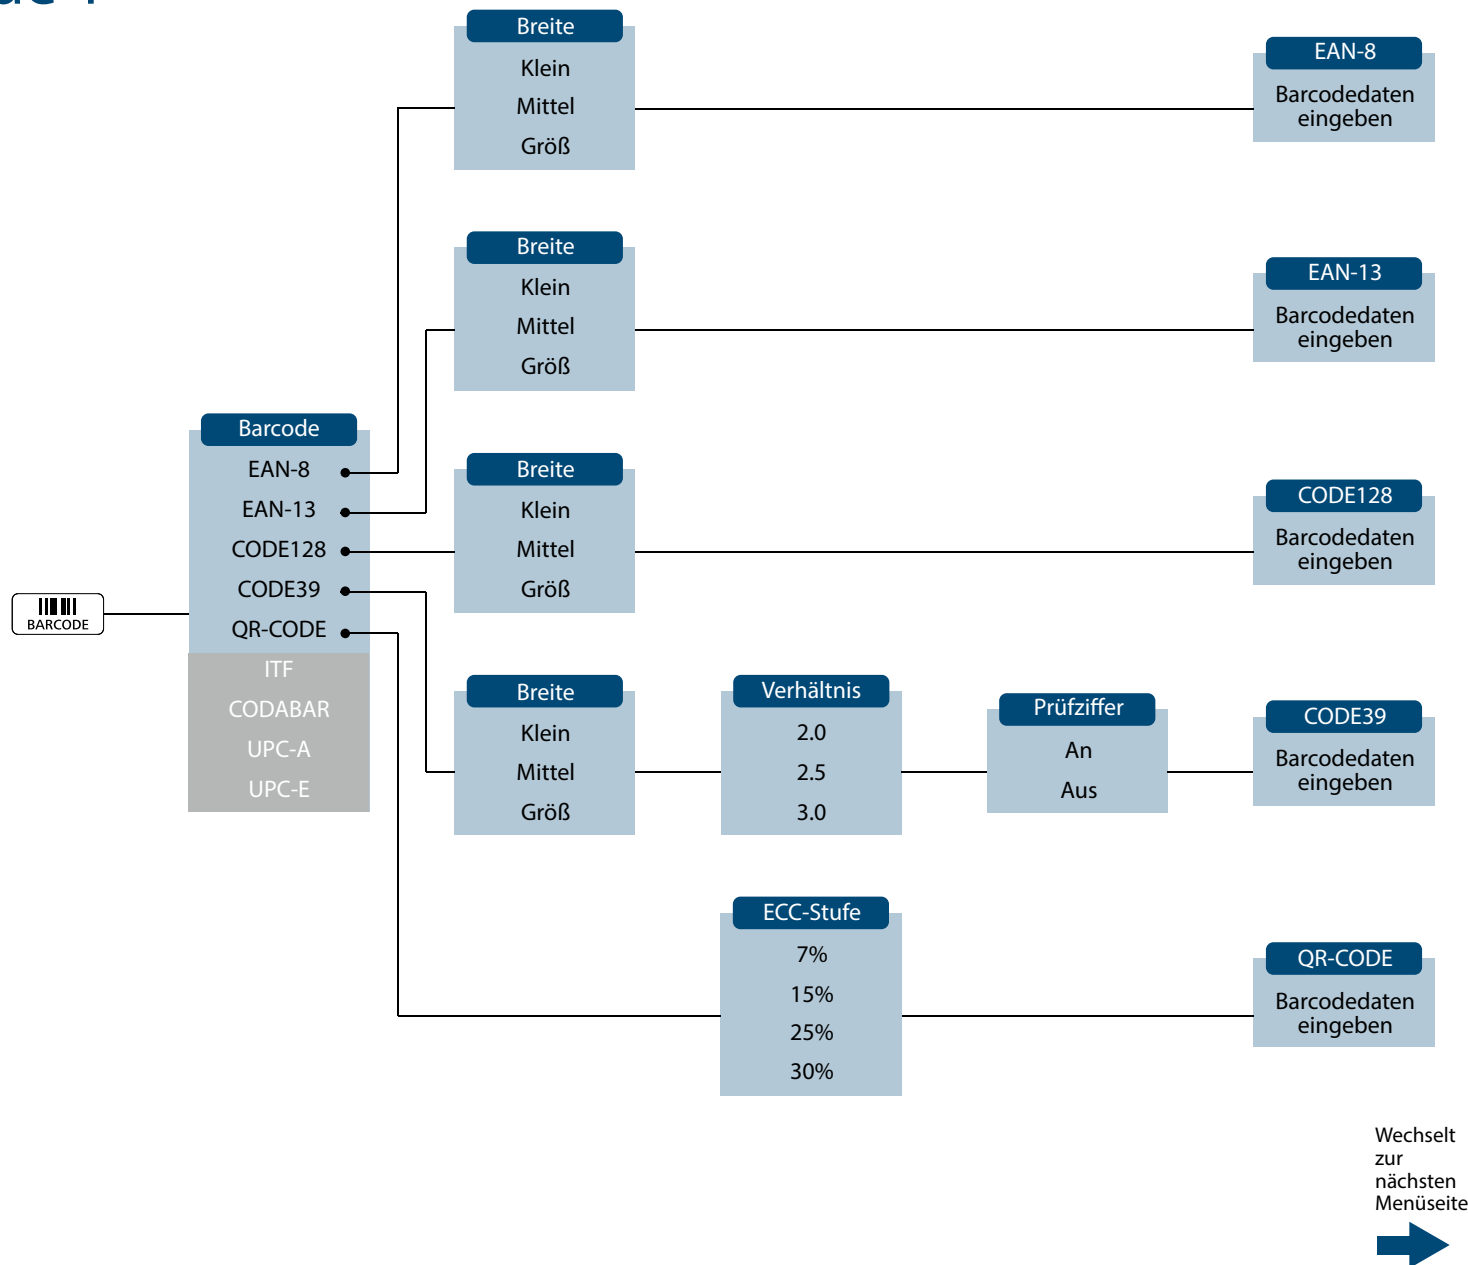 Breite
Klein
Mittel
Größ
EAN-8
Barcodedaten
eingeben
Breite
Klein
Mittel
Größ
EAN-13
Barcodedaten
eingeben
BARCODE
Barcode
EAN-8
EAN-13
CODE128
CODE39
QR-CODE
ITF
CODABAR
UPC-A
UPC-E
Breite
Klein
Mittel
Größ
CODE128
Barcodedaten
eingeben
Breite
Klein
Mittel
Größ
Verhältnis
2.0
2.5
3.0
Prüfziffer
An
Aus
CODE39
Barcodedaten
eingeben
ECC-Stufe
7%
15%
25%
30%
QR-CODE
Barcodedaten
eingeben
Wechselt
zur
nächsten
Menüseite